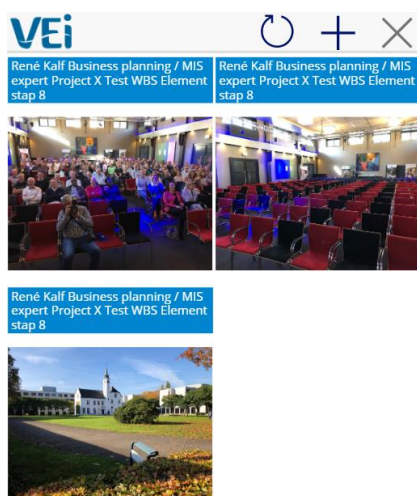 VEi
René Kalf Business planning / MIS
expert Project X Test WBS Element
stap 8
René Kalf Business planning / MIS
expert Project X Test WBS Element
stap 8
René Kalf Business planning / MIS
expert Project X Test WBS Element
stap 8